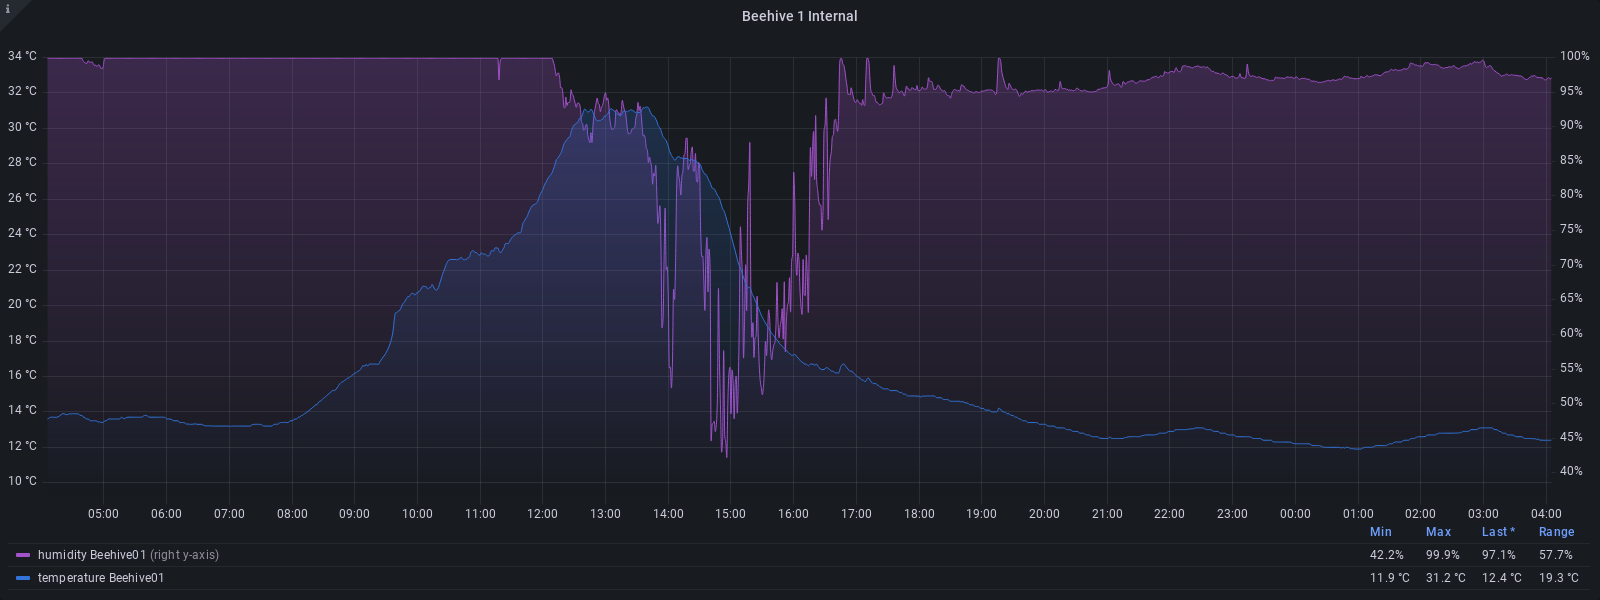 i
Beehive 1 Internal
34 °C 100%
32 °C 95%
30 °C 90%
28 °C 85%
26 °C 80%
24 °C 75%
22 °C 70%
20 °C 65%
18 °C 60%
16 °C 55%
14 °C 50%
12 °C 45%
10 °C 40%
05:00 06:00 07:00 08:00 09:00 10:00 11:00 12:00 13:00 14:00 15:00 16:00 17:00 18:00 19:00 20:00 21:00 22:00 23:00 00:00 01:00 02:00 03:00 04:00
Min Max Last * Range
humidity Beehive01 (right y-axis) 42.2% 99.9% 97.1% 57.7%
temperature Beehive01 11.9 °C 31.2 °C 12.4 °C 19.3 °C